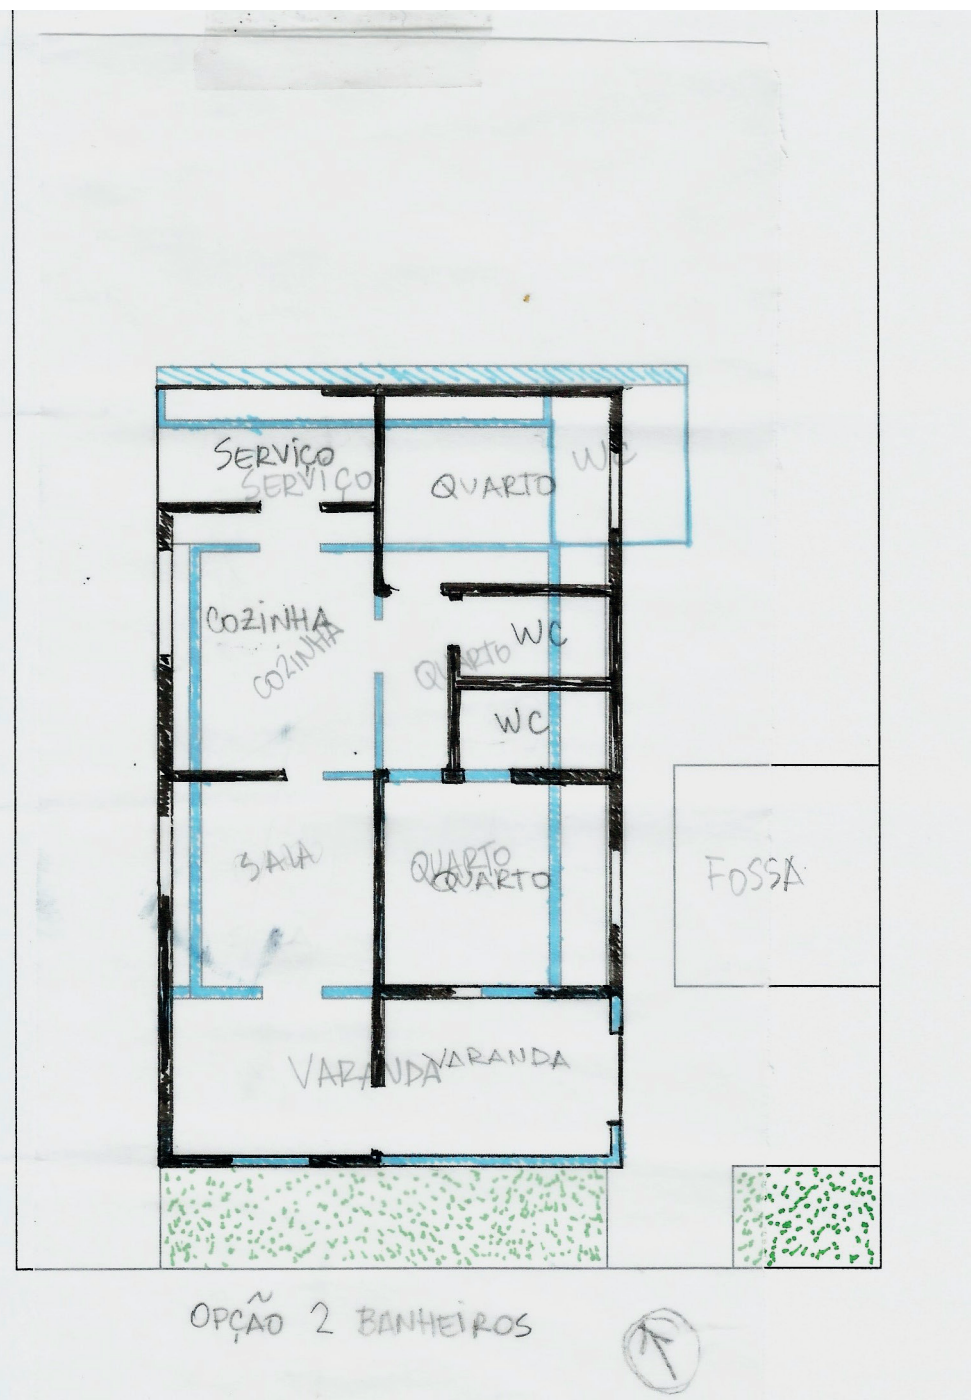 SERVIÇO
SERVIÇO
WC
QUARTO
COZINHA
COZINHA
WC
QUARTO
WC
SALA
QUARTO
QUARTO
FOSSA
VARANDA
VARANDA
OPÇÃO 2 BANHEIROS